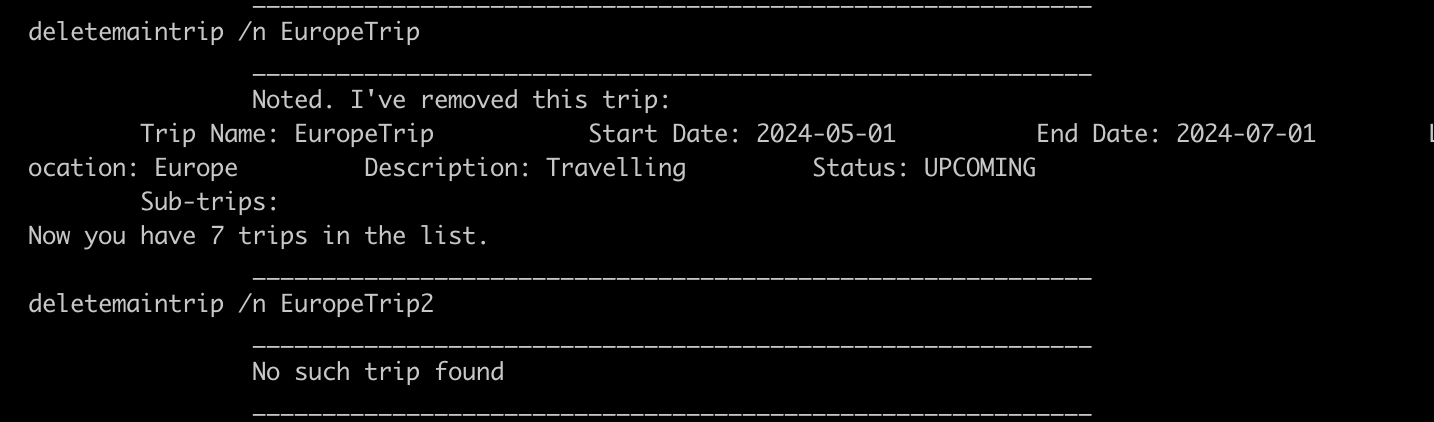 ____________________________________________________________
deletemaintrip /n EuropeTrip
____________________________________________________________
Noted. I've removed this trip:
Trip Name: EuropeTrip Start Date: 2024-05-01 End Date: 2024-07-01 L
ocation: Europe Description: Travelling Status: UPCOMING
Sub-trips:
Now you have 7 trips in the list.
____________________________________________________________
deletemaintrip /n EuropeTrip2
____________________________________________________________
No such trip found
____________________________________________________________